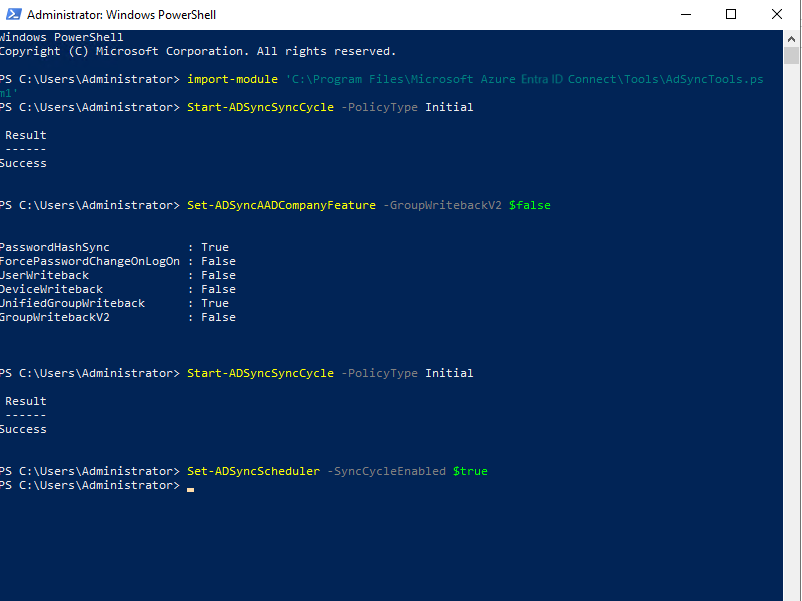 Administrator: Windows PowerShell
Windows PowerShell
Copyright (C) Microsoft Corporation. All rights reserved.
PS C:\Users\Administrator> import-module 'C:\Program Files\Microsoft Azure Entra ID Connect\Tools\AdSyncTools.ps
m1'
PS C:\Users\Administrator> Start-ADSyncSyncCycle -PolicyType Initial
Result
------
Success
PS C:\Users\Administrator> Set-ADSyncAADCompanyFeature -GroupWritebackV2 $false
PasswordHashSync : True
ForcePasswordChangeOnLogOn : False
UserWriteback : False
DeviceWriteback : False
UnifiedGroupWriteback : True
GroupWritebackV2 : False
PS C:\Users\Administrator> Start-ADSyncSyncCycle -PolicyType Initial
Result
------
Success
PS C:\Users\Administrator> Set-ADSyncScheduler -SyncCycleEnabled $true
PS C:\Users\Administrator>